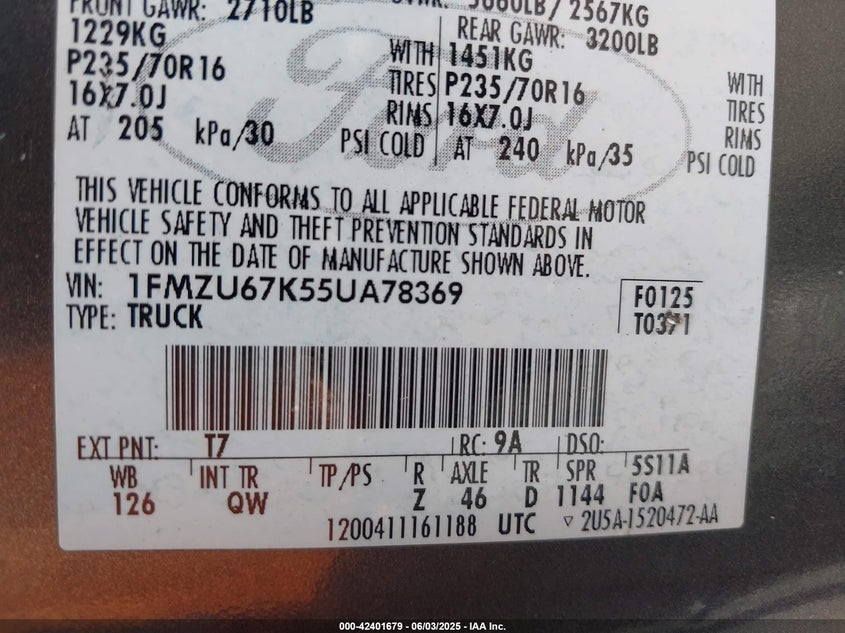 FRONT GAWR: 2710LB
1229KG
P235/70R16
16X7.0J
AT 205 kPa/30
WITH
TIRES
RIMS
PSI COLD
5660LB/ 2567KG
REAR GAWR: 3200LB
1451KG
P235/70R16
16X7.0J
AT 240 kPa/35
WITH
TIRES
RIMS
PSI COLD
Ford
THIS VEHICLE CONFORMS TO ALL APPLICABLE FEDERAL MOTOR
VEHICLE SAFETY AND THEFT PREVENTION STANDARDS IN
EFFECT ON THE DATE OF MANUFACTURE SHOWN ABOVE.
VIN: 1FMZU67K55UA78369
TYPE: TRUCK
F0125
T0371
EXT PNT: T7 RC: 9A DSO:
WB INT TR TP/PS R AXLE TR SPR 5S11A
126 QW Z 46 D 1144 F0A
1200411161188 UTC ▽ 2U5A-1520472-AA
000-42401679 - 06/03/2025 - IAA Inc.